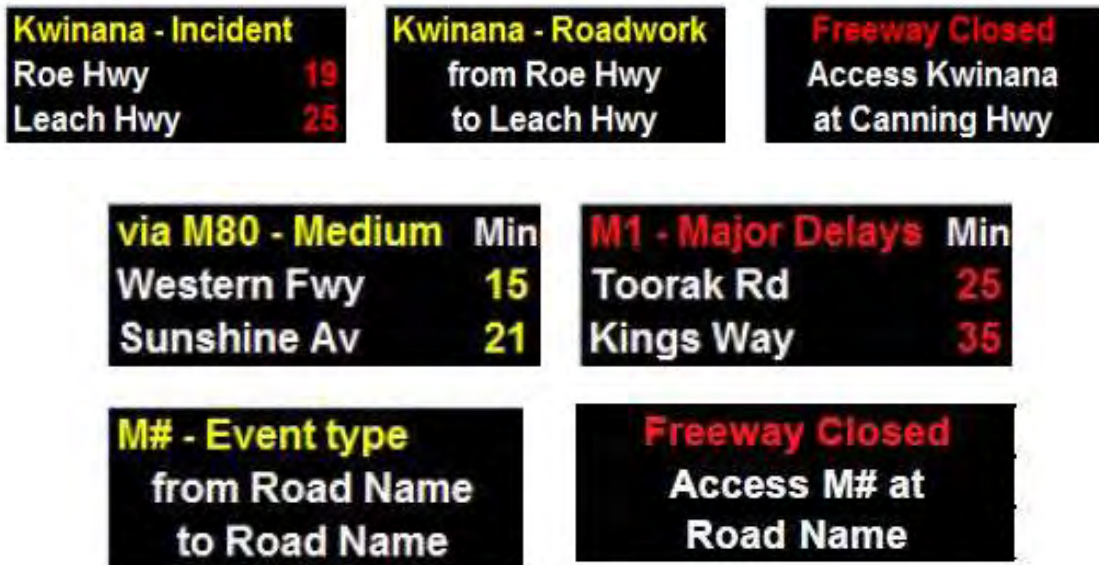 Kwinana - Incident
Roe Hwy 19
Leach Hwy 25
Kwinana - Roadwork
from Roe Hwy
to Leach Hwy
Freeway Closed
Access Kwinana
at Canning Hwy
via M80 - Medium Min
Western Fwy 15
Sunshine Av 21
M1 - Major Delays Min
Toorak Rd 25
Kings Way 35
M# - Event type
from Road Name
to Road Name
Freeway Closed
Access M# at
Road Name